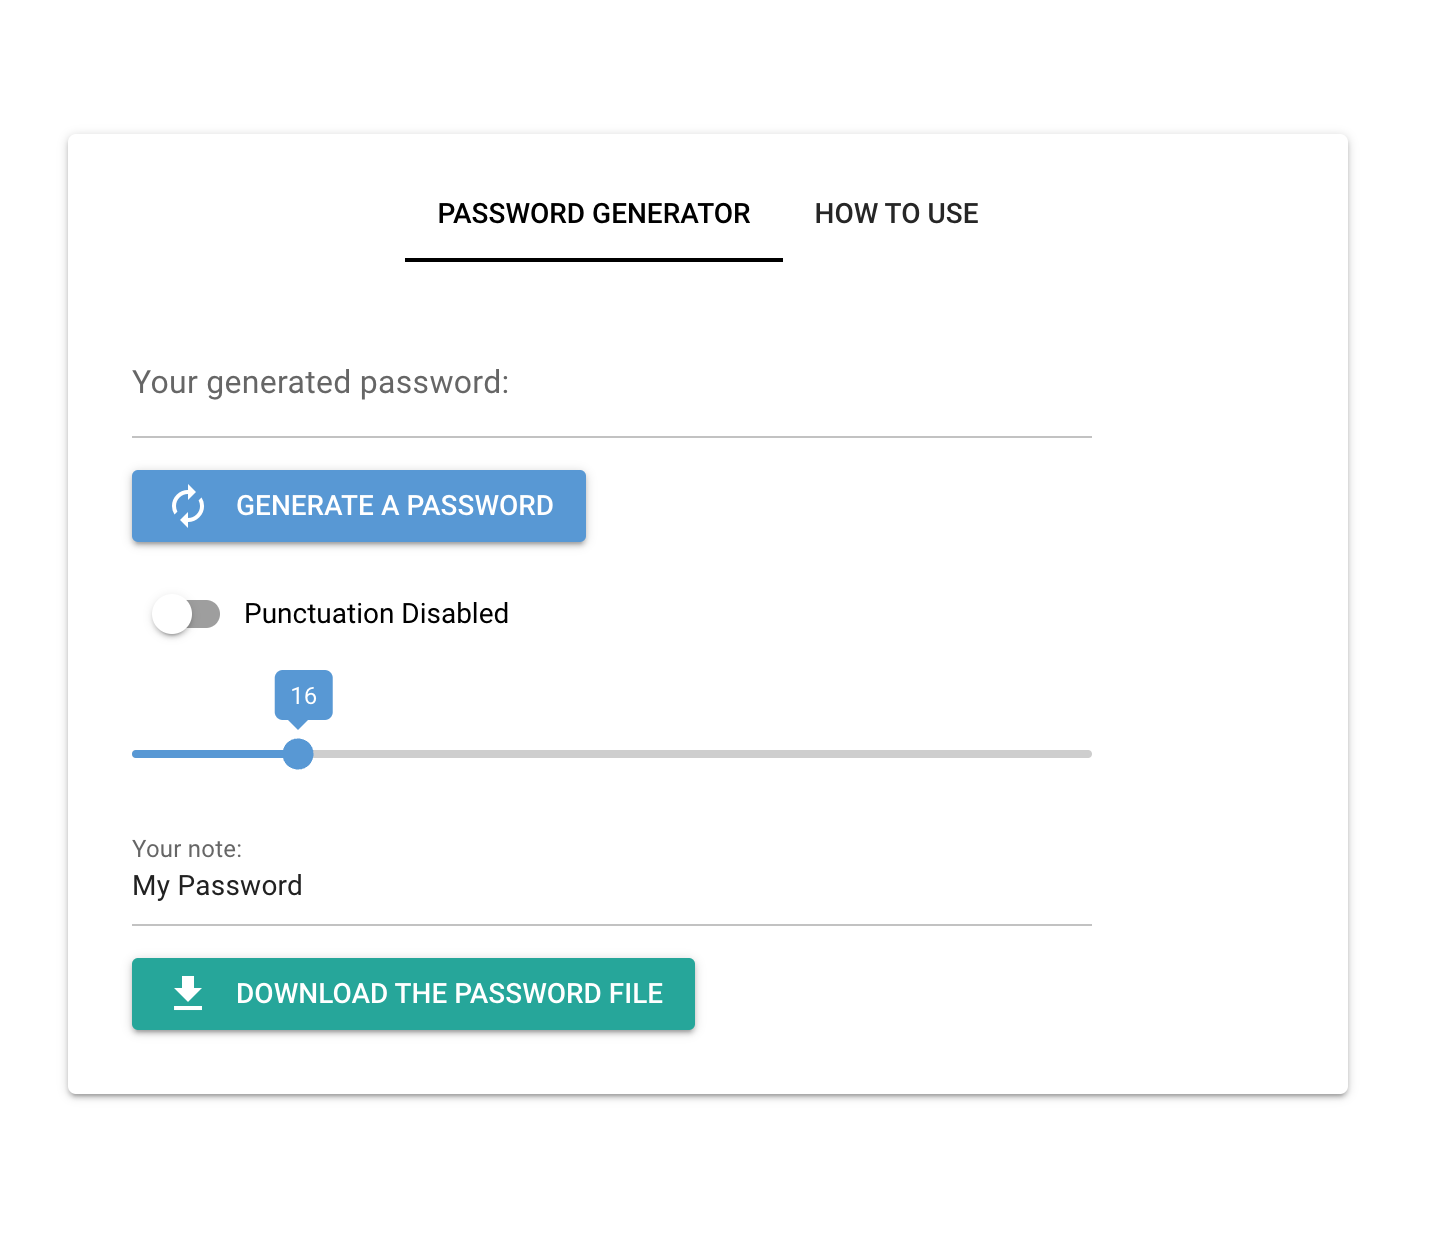 PASSWORD GENERATOR HOW TO USE
Your generated password:
GENERATE A PASSWORD
Punctuation Disabled
16
Your note:
My Password
DOWNLOAD THE PASSWORD FILE